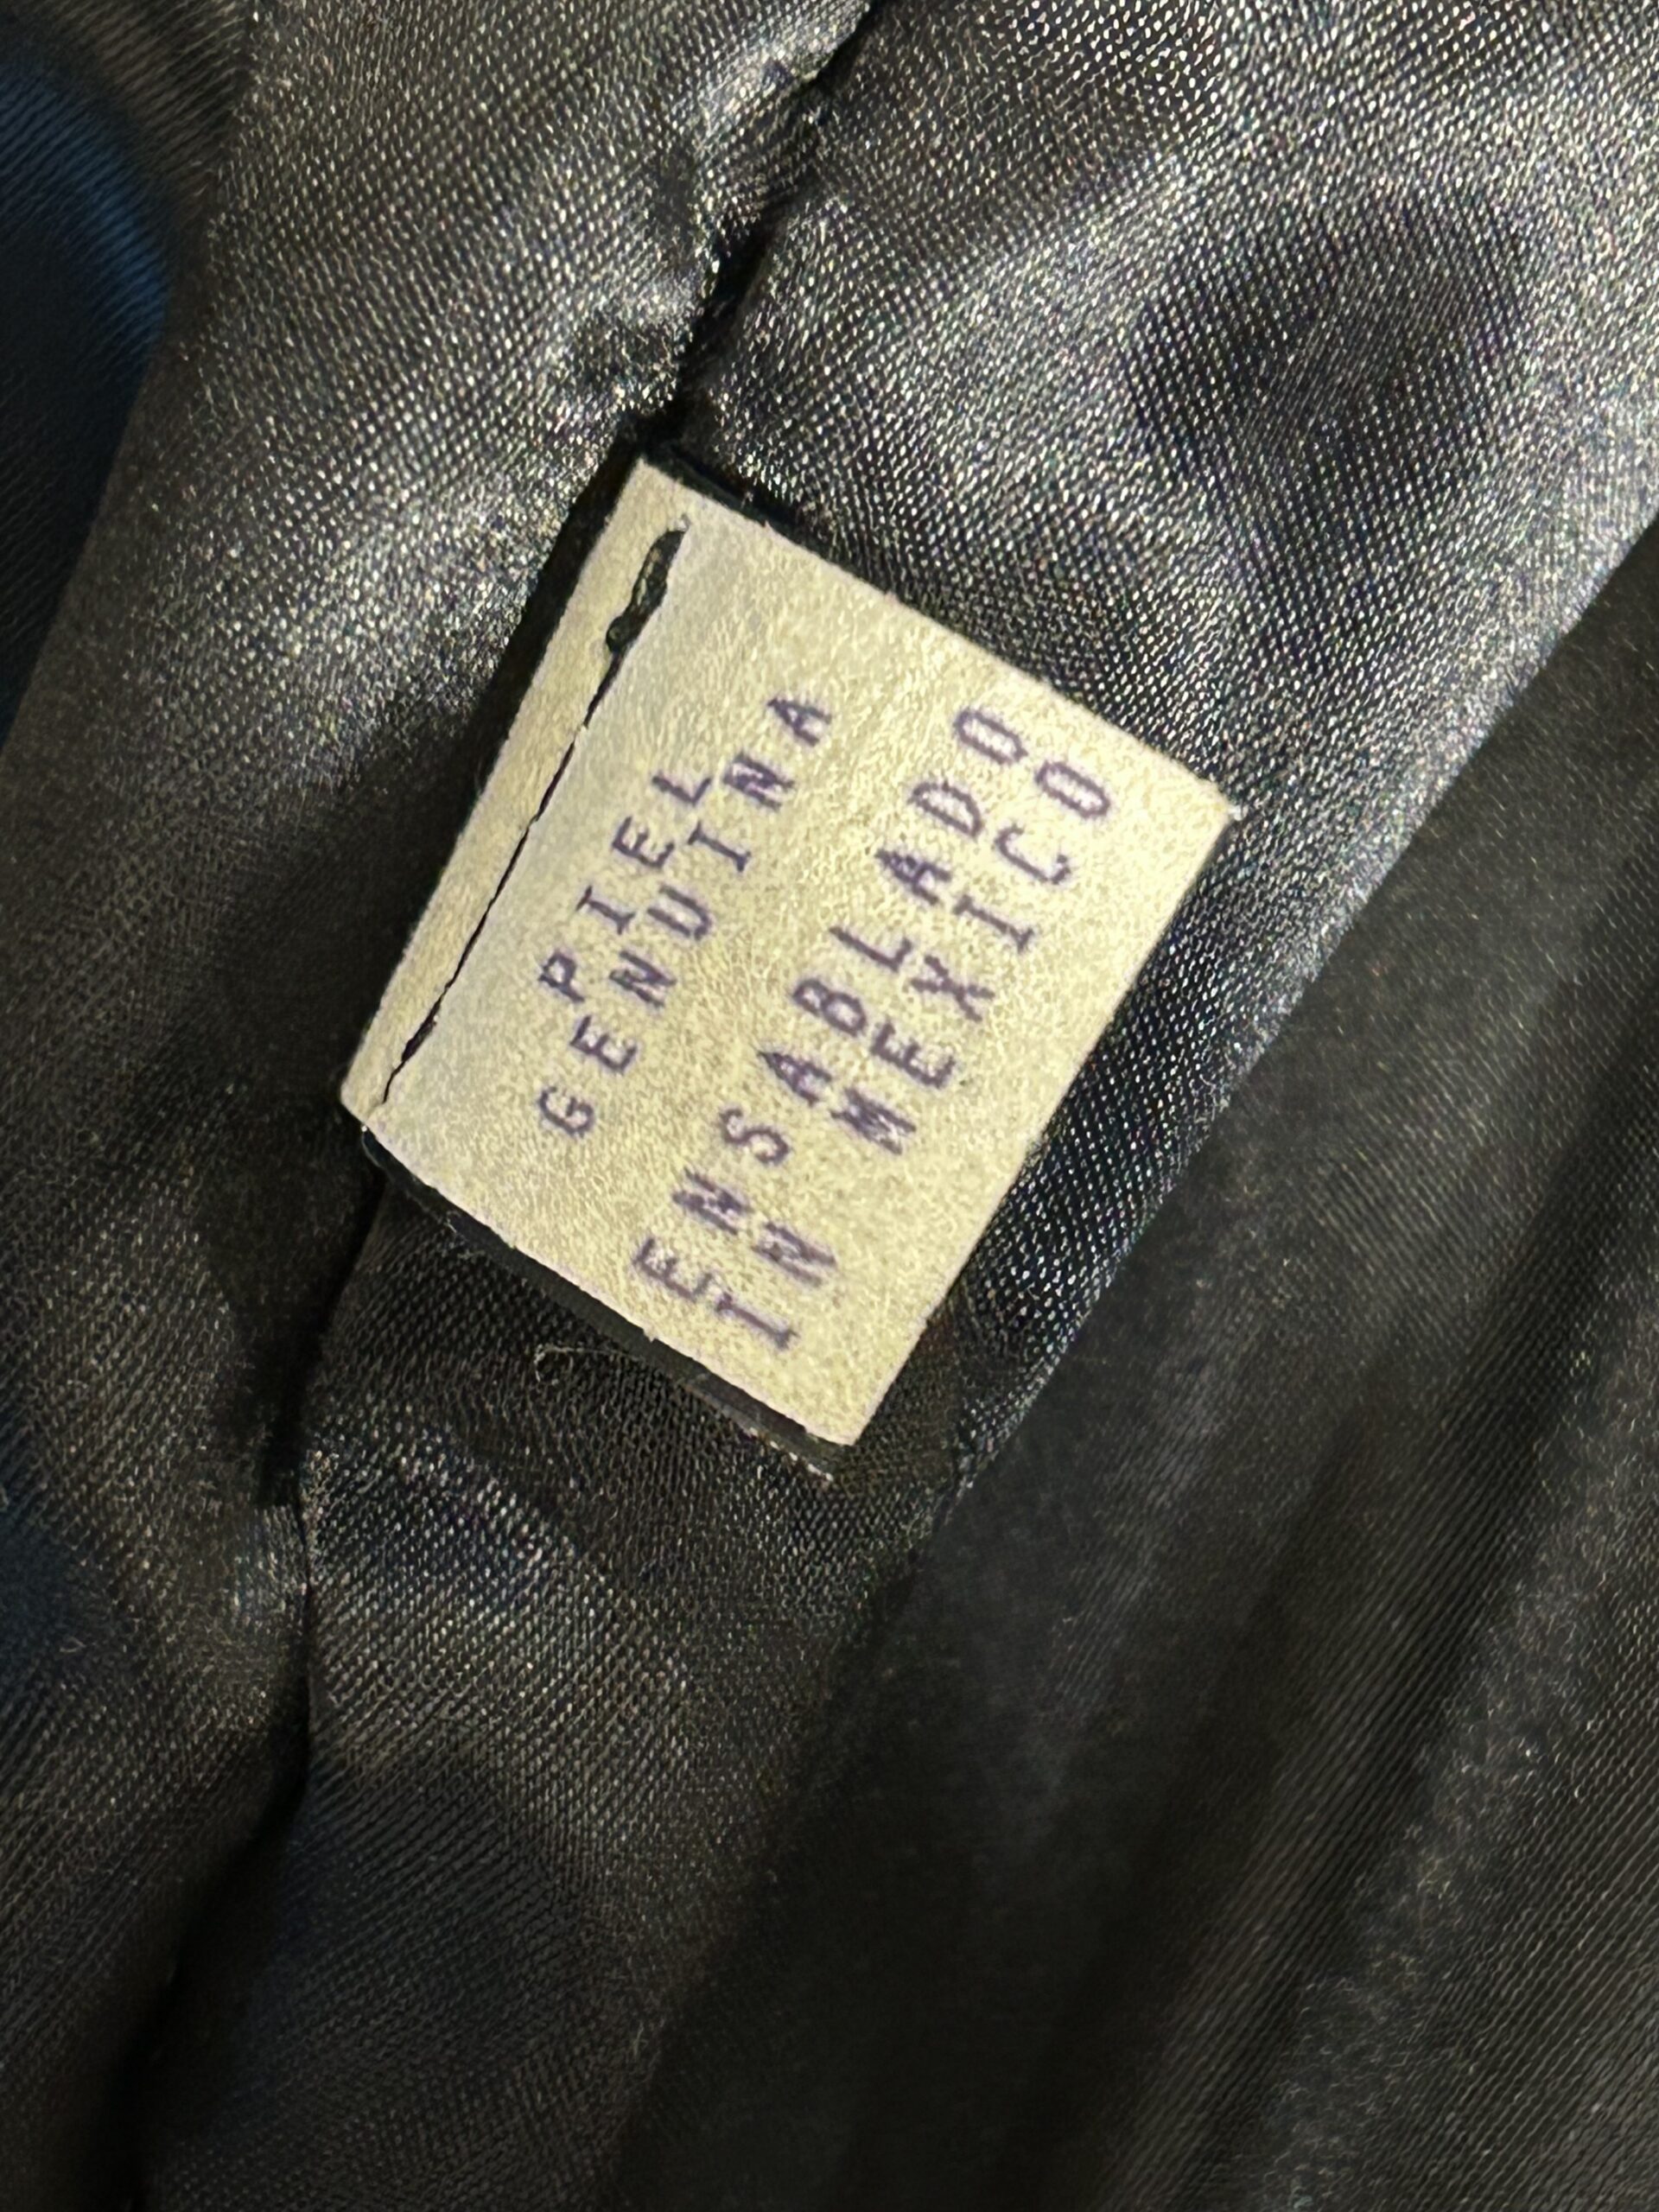 PIEL
GENUINA
ENSABLADO
IN MEXICO